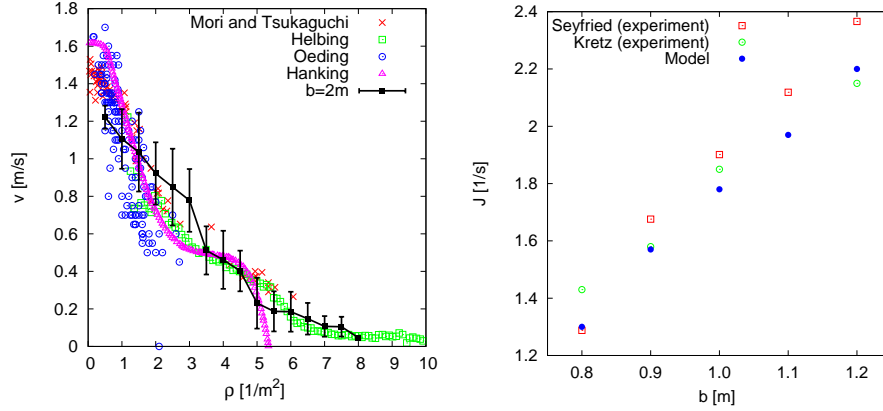 1.8
1.6
1.4
1.2
1
0.8
0.6
0.4
0.2
0
v [m/s]
Mori and Tsukaguchi
Helbing
Oeding
Hanking
b=2m
0 1 2 3 4 5 6 7 8 9 10
ρ [1/m²]
2.4
2.2
2
1.8
1.6
1.4
1.2
J [1/s]
Seyfried (experiment)
Kretz (experiment)
Model
0.8 0.9 1.0 1.1 1.2
b [m]